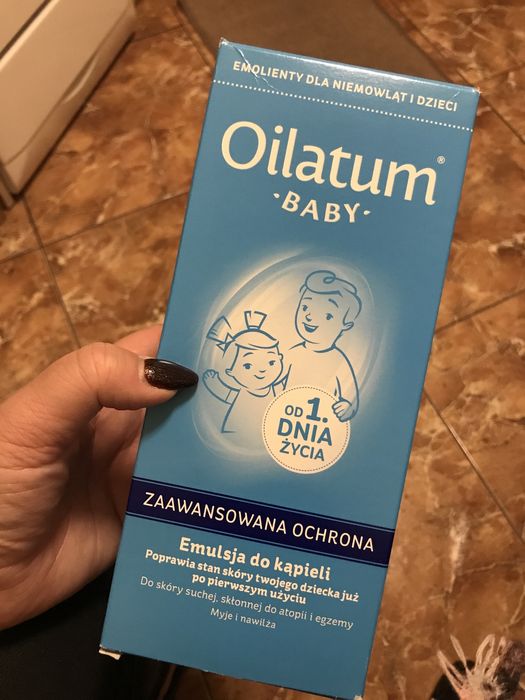 EMOLIENTY DLA NIEMOWLĄT I DZIECI
Oilatum®
·BABY·
OD 1.
DNIA
ŻYCIA
ZAAWANSOWANA OCHRONA
Emulsja do kąpieli
Poprawia stan skóry twojego dziecka już
po pierwszym użyciu
Do skóry suchej, skłonnej do atopii i egzemy
Myje i nawilża